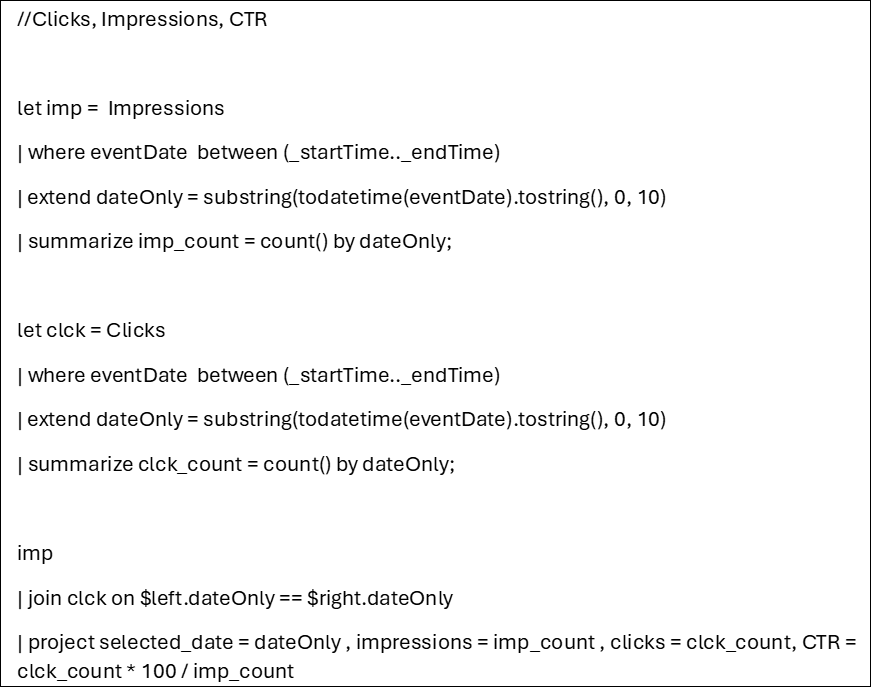 //Clicks, Impressions, CTR
let imp =  Impressions
| where eventDate  between (_startTime.._endTime)
| extend dateOnly = substring(todatetime(eventDate).tostring(), 0, 10)
| summarize imp_count = count() by dateOnly;
let clck = Clicks
| where eventDate  between (_startTime.._endTime)
| extend dateOnly = substring(todatetime(eventDate).tostring(), 0, 10)
| summarize clck_count = count() by dateOnly;
imp
| join clck on $left.dateOnly == $right.dateOnly
| project selected_date = dateOnly , impressions = imp_count , clicks = clck_count, CTR =
clck_count * 100 / imp_count